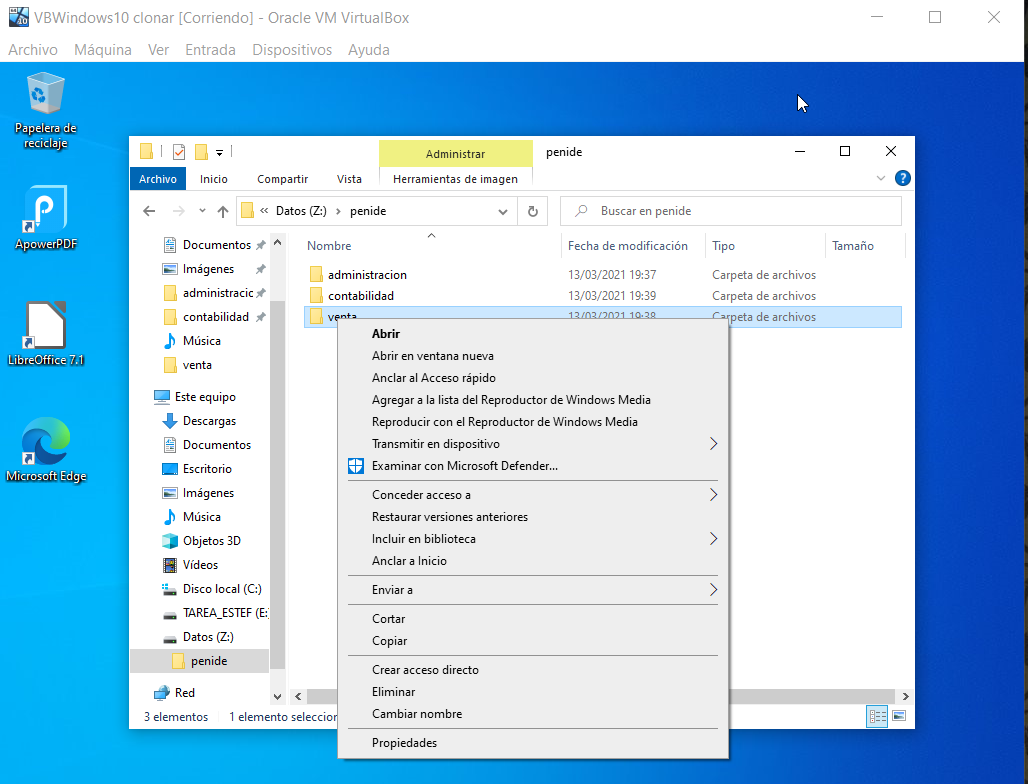 VBWindows10 clonar [Corriendo] - Oracle VM VirtualBox
Archivo Máquina Ver Entrada Dispositivos Ayuda
Papelera de
reciclaje
ApowerPDF
LibreOffice 7.1
Microsoft Edge
Administrar penide
Archivo Inicio Compartir Vista Herramientas de imagen
« Datos (Z:) › penide
Buscar en penide
Documentos
Imágenes
administracic
contabilidad
Música
venta
Este equipo
Descargas
Documentos
Escritorio
Imágenes
Música
Objetos 3D
Vídeos
Disco local (C:)
TAREA_ESTEF (E:
Datos (Z:)
penide
Red
Nombre Fecha de modificación Tipo Tamaño
administracion 13/03/2021 19:37 Carpeta de archivos
contabilidad 13/03/2021 19:39 Carpeta de archivos
venta 13/03/2021 19:38 Carpeta de archivos
Abrir
Abrir en ventana nueva
Anclar al Acceso rápido
Agregar a la lista del Reproductor de Windows Media
Reproducir con el Reproductor de Windows Media
Transmitir en dispositivo
Examinar con Microsoft Defender...
Conceder acceso a
Restaurar versiones anteriores
Incluir en biblioteca
Anclar a Inicio
Enviar a
Cortar
Copiar
Crear acceso directo
Eliminar
Cambiar nombre
Propiedades
3 elementos 1 elemento seleccior